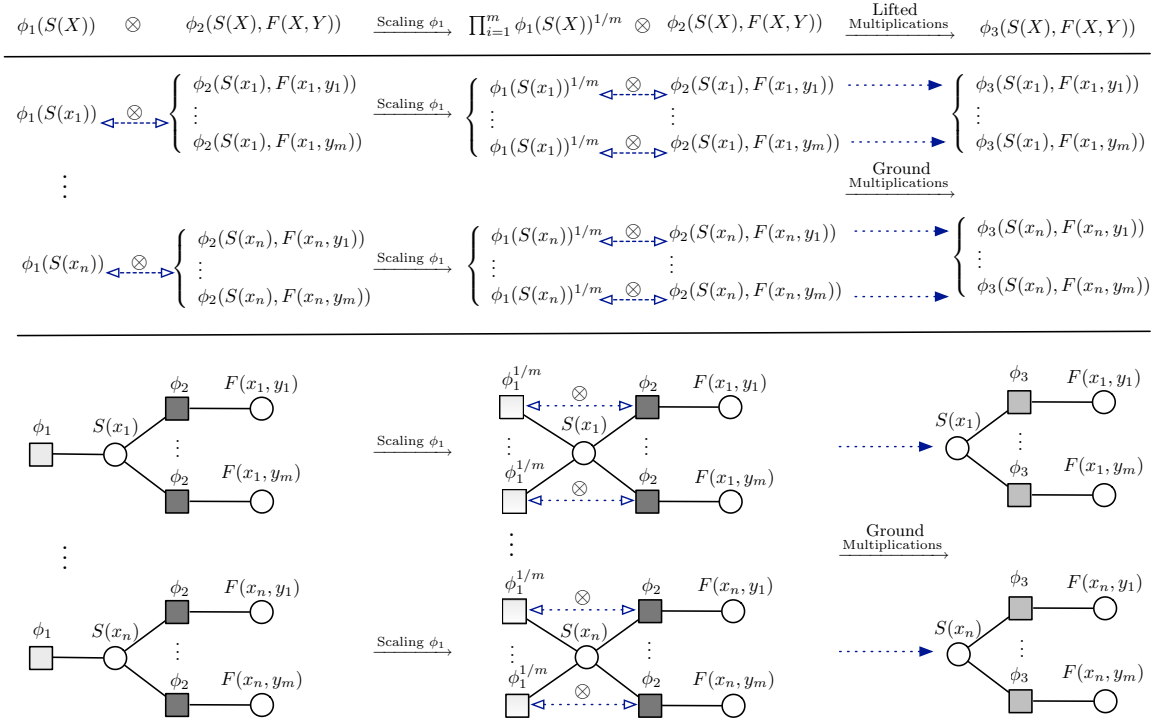 ϕ₁(S(X)) ⊗ ϕ₂(S(X), F(X, Y)) Scaling ϕ₁ ∏ᵢ₌₁ᵐ ϕ₁(S(X))^{1/m} ⊗ ϕ₂(S(X), F(X, Y)) Lifted Multiplications ϕ₃(S(X), F(X, Y))
ϕ₂(S(x₁), F(x₁, y₁)) ϕ₁(S(x₁))^{1/m} ⊗ ϕ₂(S(x₁), F(x₁, y₁)) ϕ₃(S(x₁), F(x₁, y₁))
ϕ₁(S(x₁)) ⊗ { ⋮ Scaling ϕ₁ { ⋮ ⋮ { ⋮
ϕ₂(S(x₁), F(x₁, yₘ)) ϕ₁(S(x₁))^{1/m} ⊗ ϕ₂(S(x₁), F(x₁, yₘ)) ϕ₃(S(x₁), F(x₁, yₘ))
⋮ Ground
Multiplications
ϕ₂(S(xₙ), F(xₙ, y₁)) ϕ₁(S(xₙ))^{1/m} ⊗ ϕ₂(S(xₙ), F(xₙ, y₁)) ϕ₃(S(xₙ), F(xₙ, y₁))
ϕ₁(S(xₙ)) ⊗ { ⋮ Scaling ϕ₁ { ⋮ ⋮ { ⋮
ϕ₂(S(xₙ), F(xₙ, yₘ)) ϕ₁(S(xₙ))^{1/m} ⊗ ϕ₂(S(xₙ), F(xₙ, yₘ)) ϕ₃(S(xₙ), F(xₙ, yₘ))
ϕ₂ F(x₁, y₁) ϕ₁^{1/m} ⊗ ϕ₂ F(x₁, y₁) ϕ₃ F(x₁, y₁)
ϕ₁ S(x₁) ⋮ Scaling ϕ₁ ⋮ S(x₁) ⋮ S(x₁) ⋮
ϕ₂ F(x₁, yₘ) ϕ₁^{1/m} ⊗ ϕ₂ F(x₁, yₘ) ϕ₃ F(x₁, yₘ)
⋮ ⋮ Ground
Multiplications
ϕ₂ F(xₙ, y₁) ϕ₁^{1/m} ⊗ ϕ₂ F(xₙ, y₁) ϕ₃ F(xₙ, y₁)
ϕ₁ S(xₙ) ⋮ Scaling ϕ₁ ⋮ S(xₙ) ⋮ S(xₙ) ⋮
ϕ₂ F(xₙ, yₘ) ϕ₁^{1/m} ⊗ ϕ₂ F(xₙ, yₘ) ϕ₃ F(xₙ, yₘ)